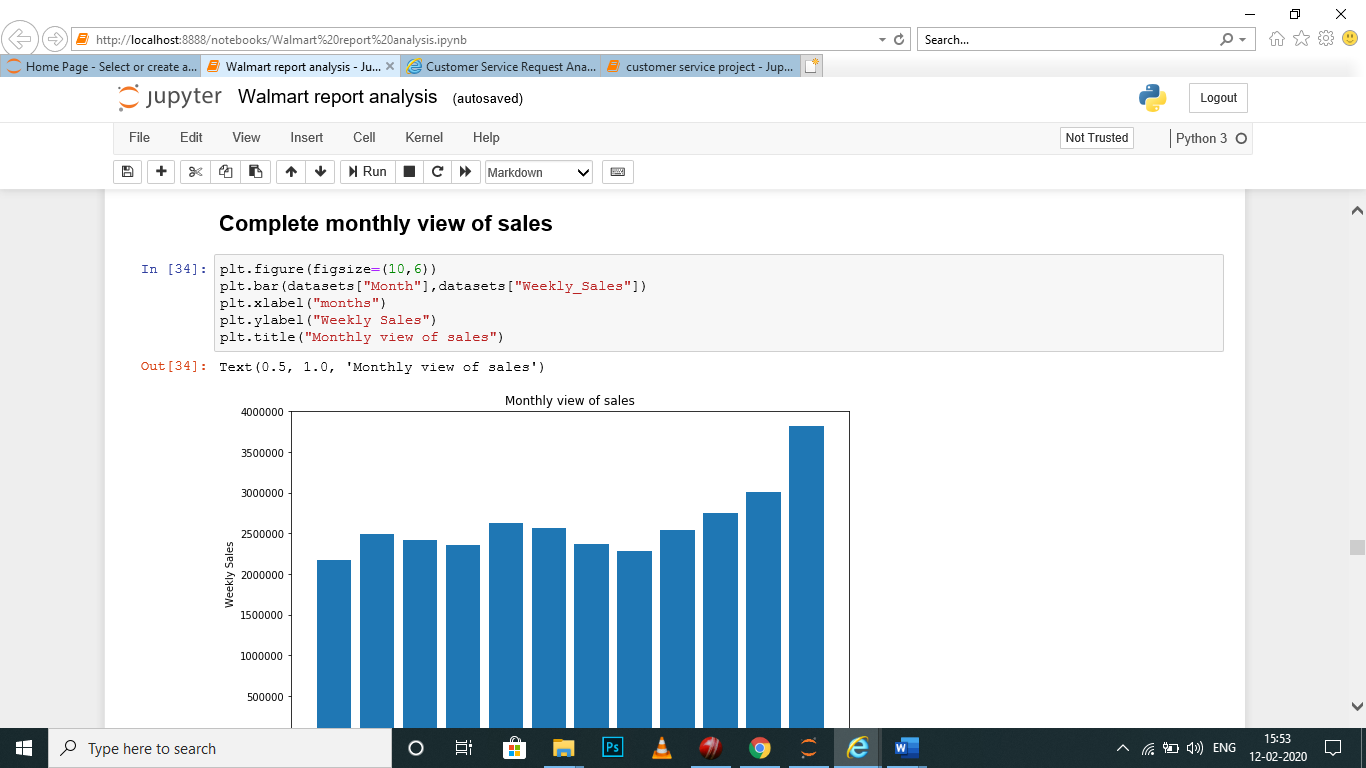 http://localhost:8888/notebooks/Walmart%20report%20analysis.ipynb
Search...
Home Page - Select or create a...
Walmart report analysis - Ju...
Customer Service Request Ana...
customer service project - Jup...
jupyter Walmart report analysis (autosaved)
Logout
File Edit View Insert Cell Kernel Help
Not Trusted
Python 3
Run
Markdown
Complete monthly view of sales
In [34]:
plt.figure(figsize=(10,6))
plt.bar(datasets["Month"],datasets["Weekly_Sales"])
plt.xlabel("months")
plt.ylabel("Weekly Sales")
plt.title("Monthly view of sales")
Out[34]: Text(0.5, 1.0, 'Monthly view of sales')
Monthly view of sales
4000000
3500000
3000000
2500000
2000000
1500000
1000000
500000
Weekly Sales
Type here to search
Ps
ENG
15:53
12-02-2020